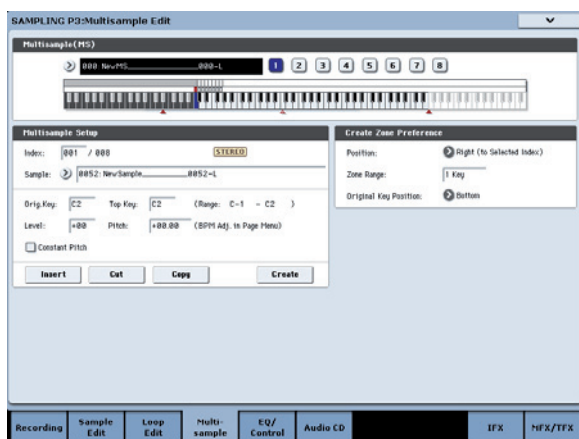 SAMPLING P3:Multisample Edit
Multisample(MS)
000 NewMS_______________000-L
1 2 3 4 5 6 7 8
Multisample Setup
Index: 001 / 008 STEREO
Sample: 0052: NewSample__________0052-L
Orig.Key: C2 Top Key: C2 (Range: C-1 - C2 )
Level: +00 Pitch: +00.00 (BPM Adj. in Page Menu)
Constant Pitch
Insert Cut Copy Create
Create Zone Preference
Position: Right (to Selected Index)
Zone Range: 1 Key
Original Key Position: Bottom
Recording Sample Edit Loop Edit Multi-sample EQ/Control Audio CD IFX MFX/TFX